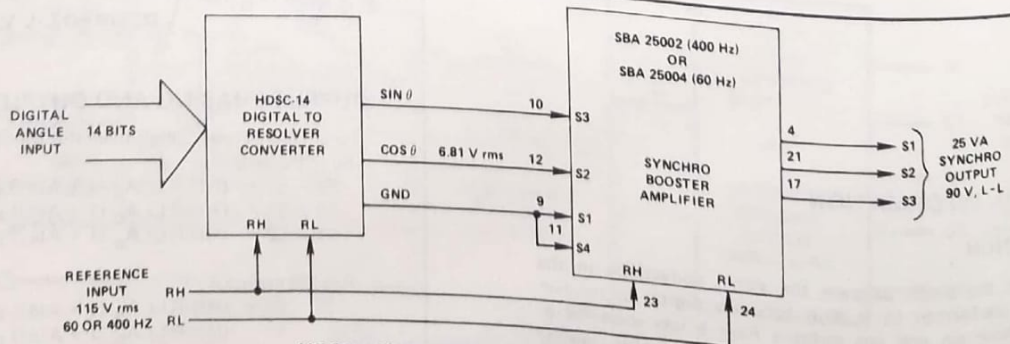 SBA 25002 (400 Hz)
OR
SBA 25004 (60 Hz)
DIGITAL
ANGLE
INPUT
14 BITS
HDSC-14
DIGITAL TO
RESOLVER
CONVERTER
RH
RL
SIN θ
10
S3
COS θ
6.81 V rms
12
S2
GND
9
S1
11
S4
SYNCHRO
BOOSTER
AMPLIFIER
RH
RL
23
24
4
S1
21
S2
17
S3
25 VA
SYNCHRO
OUTPUT
90 V, L-L
REFERENCE
INPUT
115 V rms
60 OR 400 HZ
RH
RL